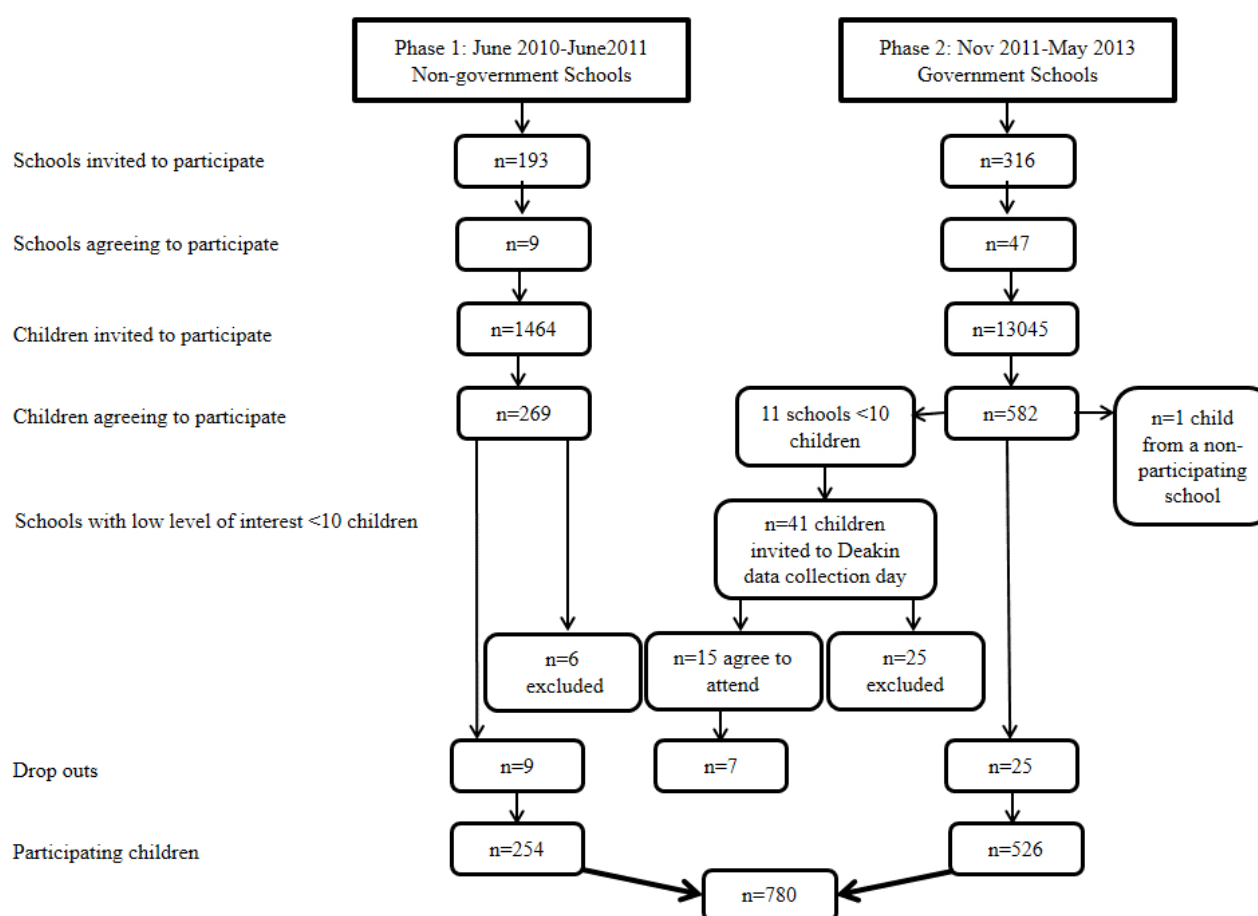 Phase 1: June 2010-June2011
Non-government Schools
Phase 2: Nov 2011-May 2013
Government Schools
Schools invited to participate
n=193
n=316
Schools agreeing to participate
n=9
n=47
Children invited to participate
n=1464
n=13045
Children agreeing to participate
n=269
11 schools <10
children
n=582
n=1 child
from a non-
participating
school
Schools with low level of interest <10 children
n=41 children
invited to Deakin
data collection day
n=6
excluded
n=15 agree to
attend
n=25
excluded
Drop outs
n=9
n=7
n=25
Participating children
n=254
n=526
n=780